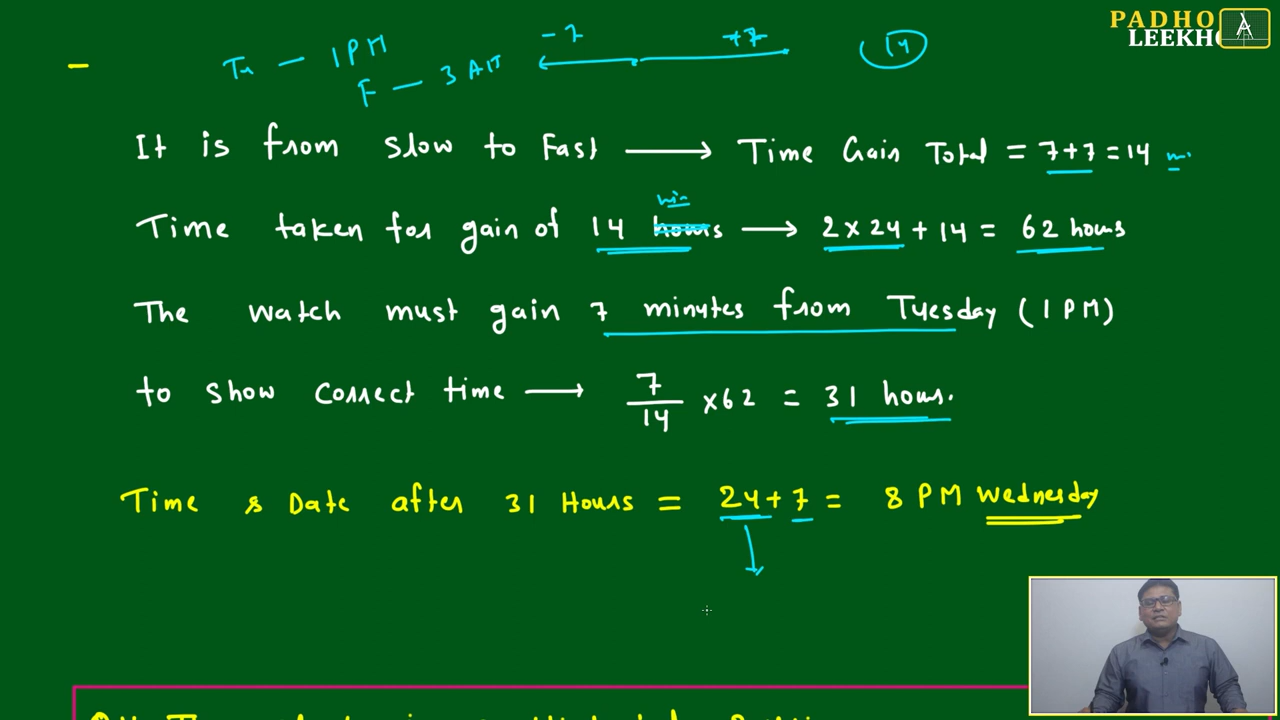 PADHO
LEEKHO
Tu — 1 PM
-7
+7
14
F — 3 AM
It is from slow to Fast ⟶ Time Gain Total = 7+7 = 14 mi
min
Time taken for gain of 14 hours ⟶ 2 x 24 + 14 = 62 hours
The watch must gain 7 minutes from Tuesday (1 PM)
to show correct time ⟶ 7/14 x 62 = 31 hours.
Time & Date after 31 Hours = 24 + 7 = 8 PM Wednesday